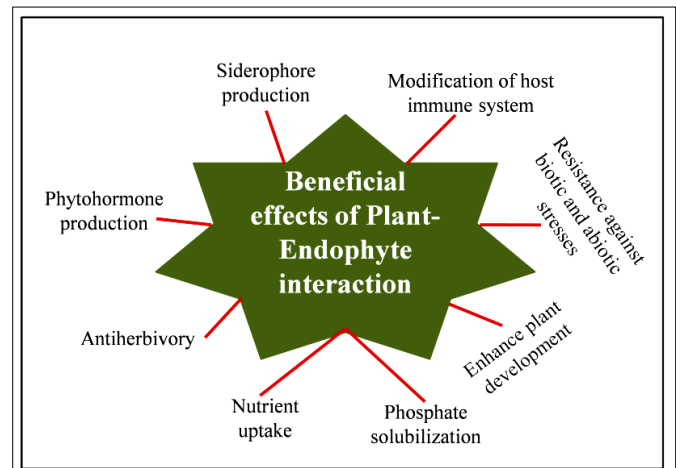 Siderophore
production
Modification of host
immune system
Resistance against
biotic and abiotic
stresses
Beneficial
effects of Plant-
Endophyte
interaction
Phytohormone
production
Antiherbivory
Enhance plant
development
Nutrient
uptake
Phosphate
solubilization